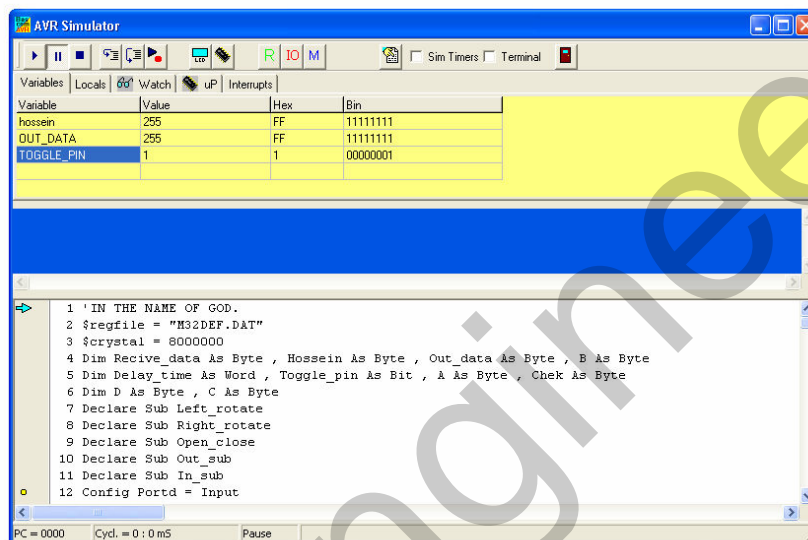 AVR Simulator
R IO M Sim Timers Terminal
Variables Locals Watch uP Interrupts
Variable Value Hex Bin
hossein 255 FF 11111111
OUT_DATA 255 FF 11111111
TOGGLE_PIN 1 1 00000001
1 'IN THE NAME OF GOD.
2 $regfile = "M32DEF.DAT"
3 $crystal = 8000000
4 Dim Recive_data As Byte , Hossein As Byte , Out_data As Byte , B As Byte
5 Dim Delay_time As Word , Toggle_pin As Bit , A As Byte , Chek As Byte
6 Dim D As Byte , C As Byte
7 Declare Sub Left_rotate
8 Declare Sub Right_rotate
9 Declare Sub Open_close
10 Declare Sub Out_sub
11 Declare Sub In_sub
12 Config Portd = Input
PC = 0000 Cycl. = 0 : 0 mS Pause